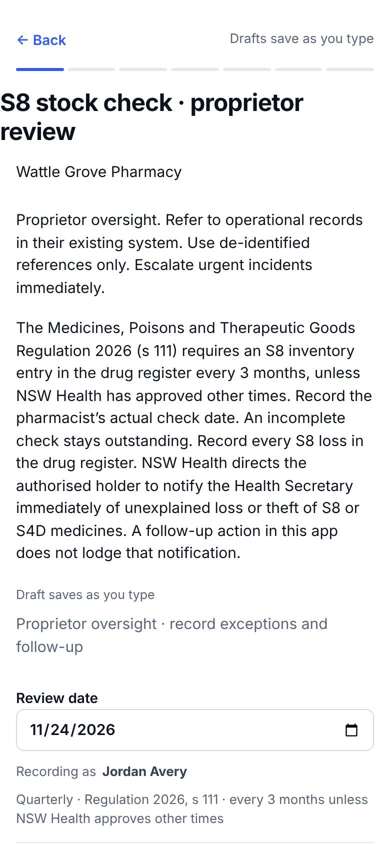 ← Back
Drafts save as you type
S8 stock check · proprietor
review
Wattle Grove Pharmacy
Proprietor oversight. Refer to operational records
in their existing system. Use de-identified
references only. Escalate urgent incidents
immediately.
The Medicines, Poisons and Therapeutic Goods
Regulation 2026 (s 111) requires an S8 inventory
entry in the drug register every 3 months, unless
NSW Health has approved other times. Record the
pharmacist’s actual check date. An incomplete
check stays outstanding. Record every S8 loss in
the drug register. NSW Health directs the
authorised holder to notify the Health Secretary
immediately of unexplained loss or theft of S8 or
S4D medicines. A follow-up action in this app
does not lodge that notification.
Draft saves as you type
Proprietor oversight · record exceptions and
follow-up
Review date
11/24/2026
Recording as Jordan Avery
Quarterly · Regulation 2026, s 111 · every 3 months unless
NSW Health approves other times